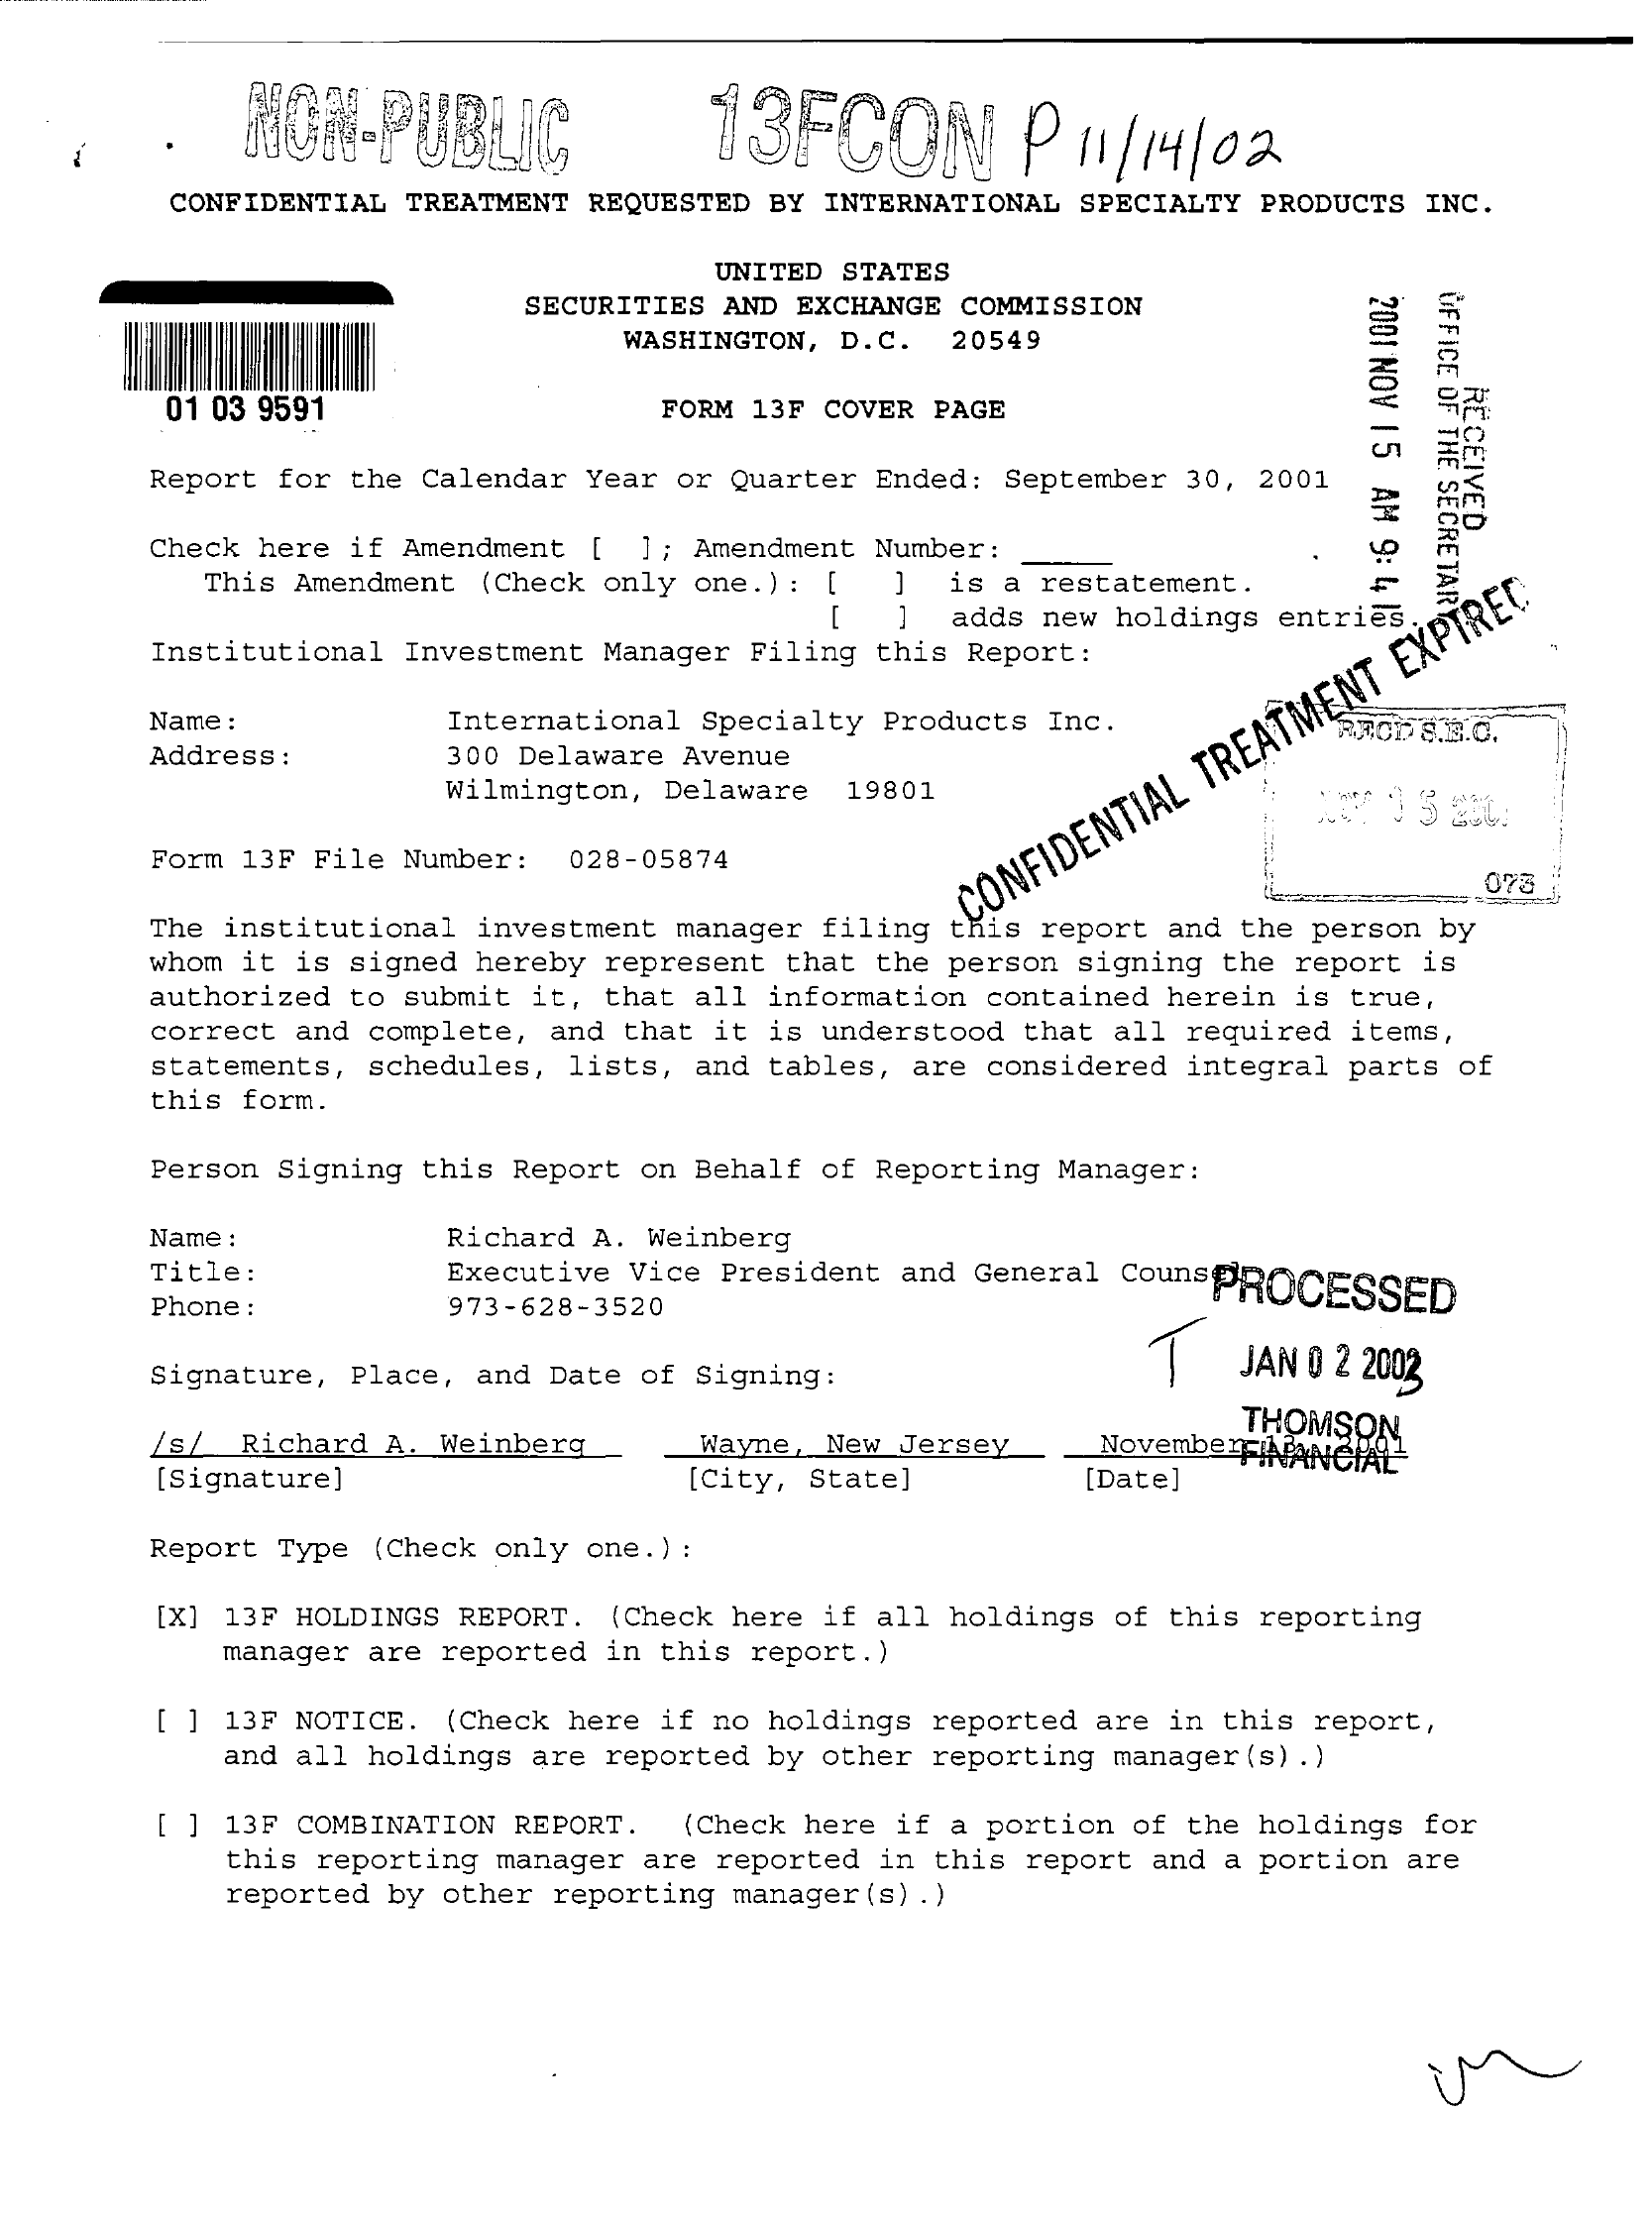 NON-PUBLIC 13FCON P 11/14/02
CONFIDENTIAL TREATMENT REQUESTED BY INTERNATIONAL SPECIALTY PRODUCTS INC.
UNITED STATES
SECURITIES AND EXCHANGE COMMISSION
WASHINGTON, D.C. 20549
01 03 9591
FORM 13F COVER PAGE
RECEIVED
OFFICE OF THE SECRETARY
2001 NOV 15 AM 9:41
Report for the Calendar Year or Quarter Ended: September 30, 2001
Check here if Amendment [ ]; Amendment Number:
This Amendment (Check only one.): [ ] is a restatement.
[ ] adds new holdings entries.
Institutional Investment Manager Filing this Report:
CONFIDENTIAL TREATMENT EXPIRED
Name: International Specialty Products Inc.
Address: 300 Delaware Avenue
Wilmington, Delaware 19801
REC'D S.E.C.
NOV 15 2001
073
Form 13F File Number: 028-05874
The institutional investment manager filing this report and the person by
whom it is signed hereby represent that the person signing the report is
authorized to submit it, that all information contained herein is true,
correct and complete, and that it is understood that all required items,
statements, schedules, lists, and tables, are considered integral parts of
this form.
Person Signing this Report on Behalf of Reporting Manager:
Name: Richard A. Weinberg
Title: Executive Vice President and General Counsel
Phone: 973-628-3520
PROCESSED
JAN 02 2003
THOMSON
FINANCIAL
Signature, Place, and Date of Signing:
/s/ Richard A. Weinberg Wayne, New Jersey November 13, 2001
[Signature] [City, State] [Date]
Report Type (Check only one.):
[X] 13F HOLDINGS REPORT. (Check here if all holdings of this reporting
manager are reported in this report.)
[ ] 13F NOTICE. (Check here if no holdings reported are in this report,
and all holdings are reported by other reporting manager(s).)
[ ] 13F COMBINATION REPORT. (Check here if a portion of the holdings for
this reporting manager are reported in this report and a portion are
reported by other reporting manager(s).)